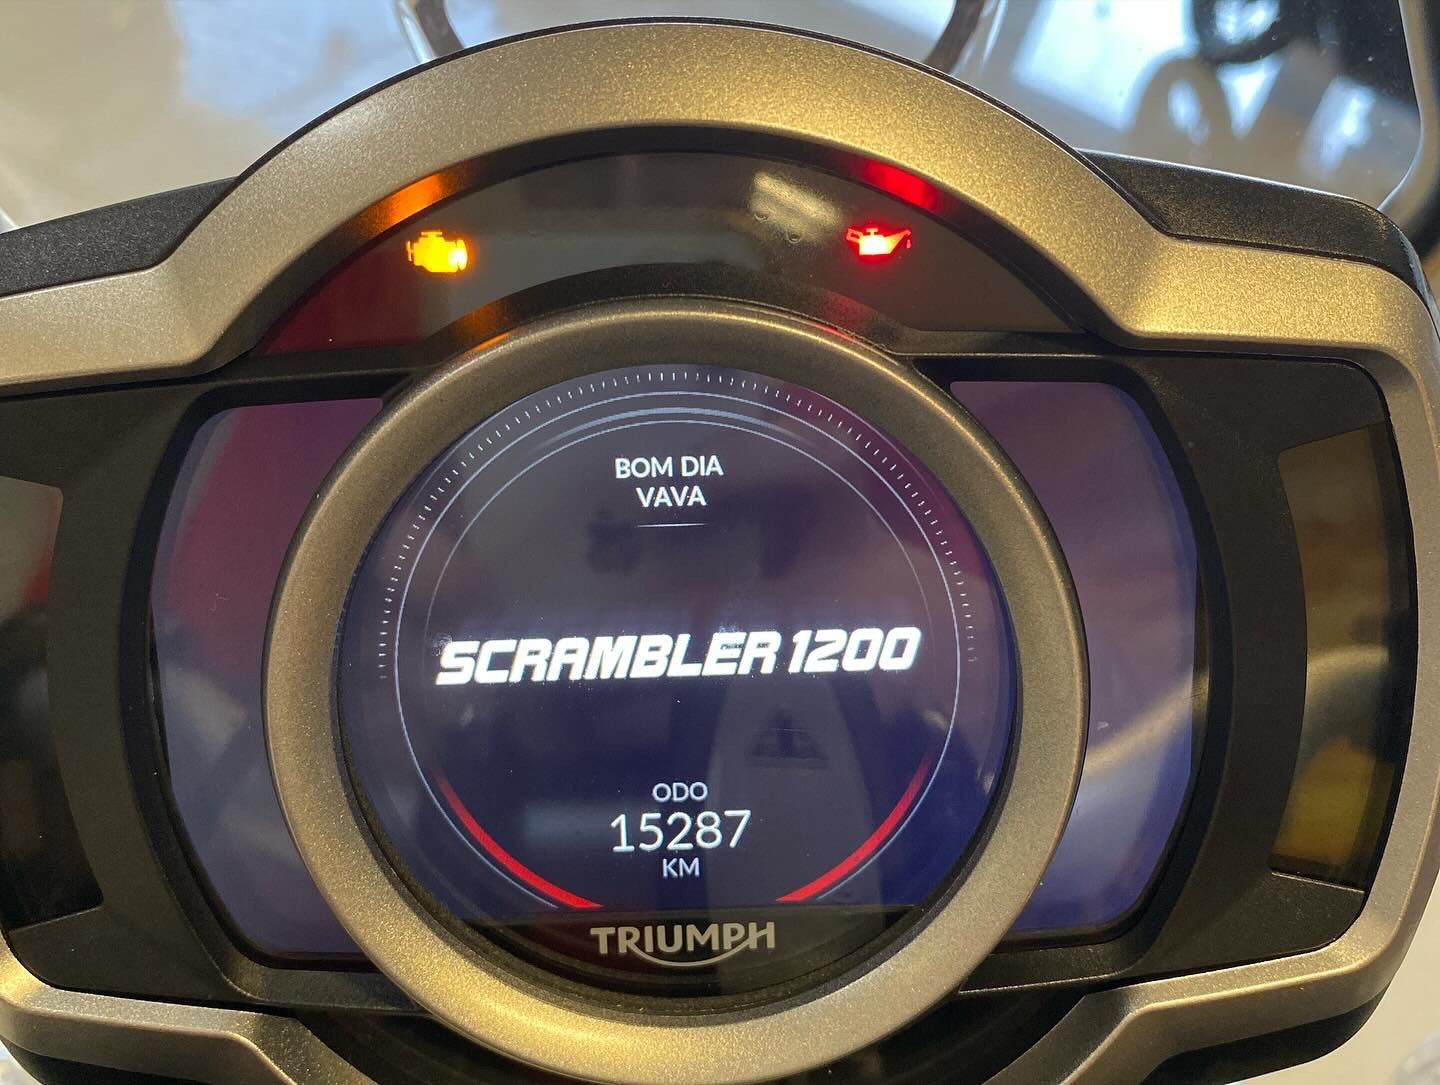 BOM DIA
VAVA
SCRAMBLER 1200
ODO
15287
KM
TRIUMPH